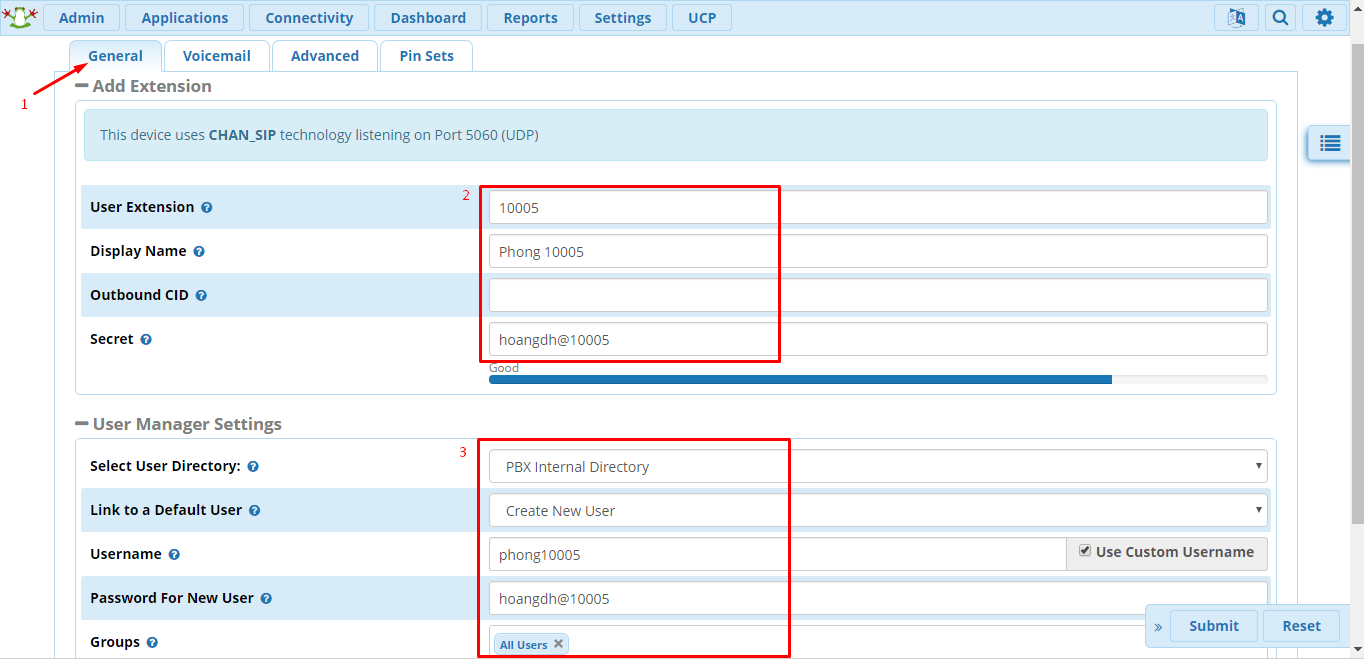 Admin Applications Connectivity Dashboard Reports Settings UCP
General Voicemail Advanced Pin Sets
1
Add Extension
This device uses CHAN_SIP technology listening on Port 5060 (UDP)
2
User Extension 10005
Display Name Phong 10005
Outbound CID
Secret hoangdh@10005
Good
User Manager Settings
3
Select User Directory: PBX Internal Directory
Link to a Default User Create New User
Username phong10005 Use Custom Username
Password For New User hoangdh@10005
Groups All Users
» Submit Reset